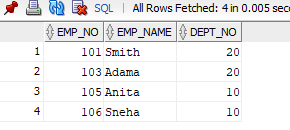 SQL | All Rows Fetched: 4 in 0.005 sec
EMP_NO EMP_NAME DEPT_NO
1 101 Smith 20
2 103 Adama 20
3 105 Anita 10
4 106 Sneha 10